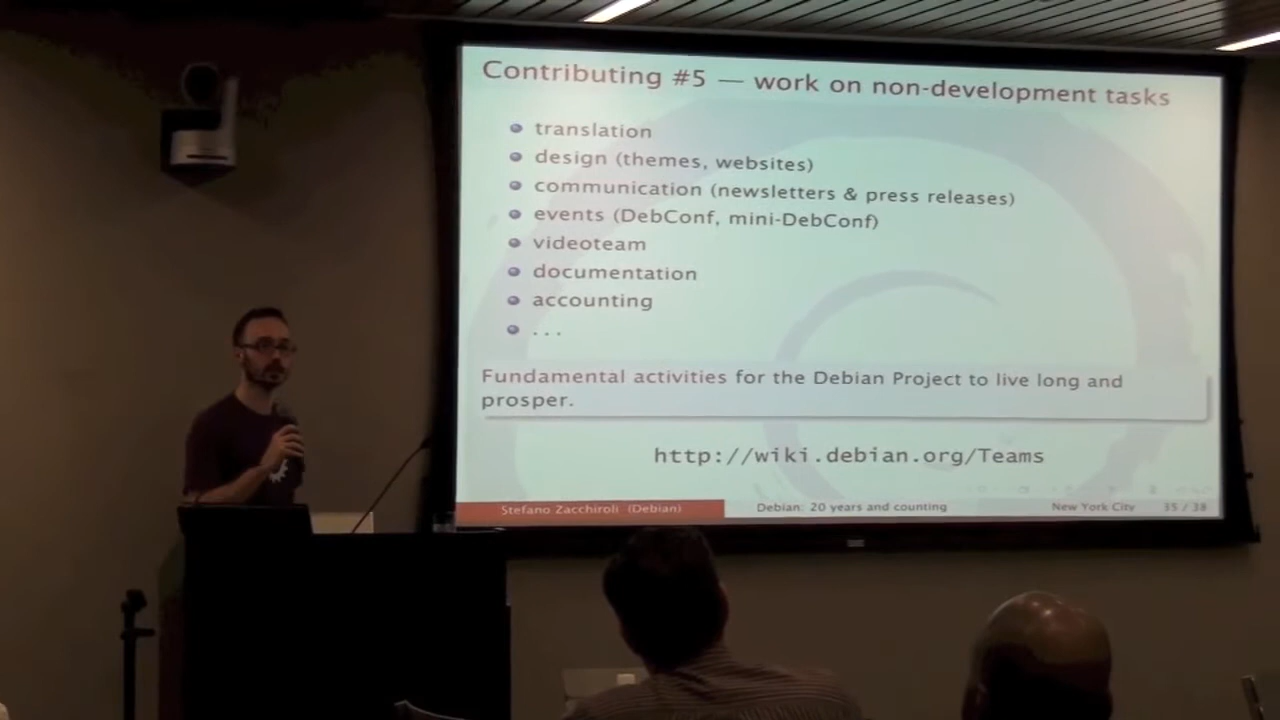 Contributing #5 — work on non-development tasks
translation
design (themes, websites)
communication (newsletters & press releases)
events (DebConf, mini-DebConf)
videoteam
documentation
accounting
...
Fundamental activities for the Debian Project to live long and
prosper.
http://wiki.debian.org/Teams
Stefano Zacchiroli (Debian) Debian: 20 years and counting New York City 35 / 38